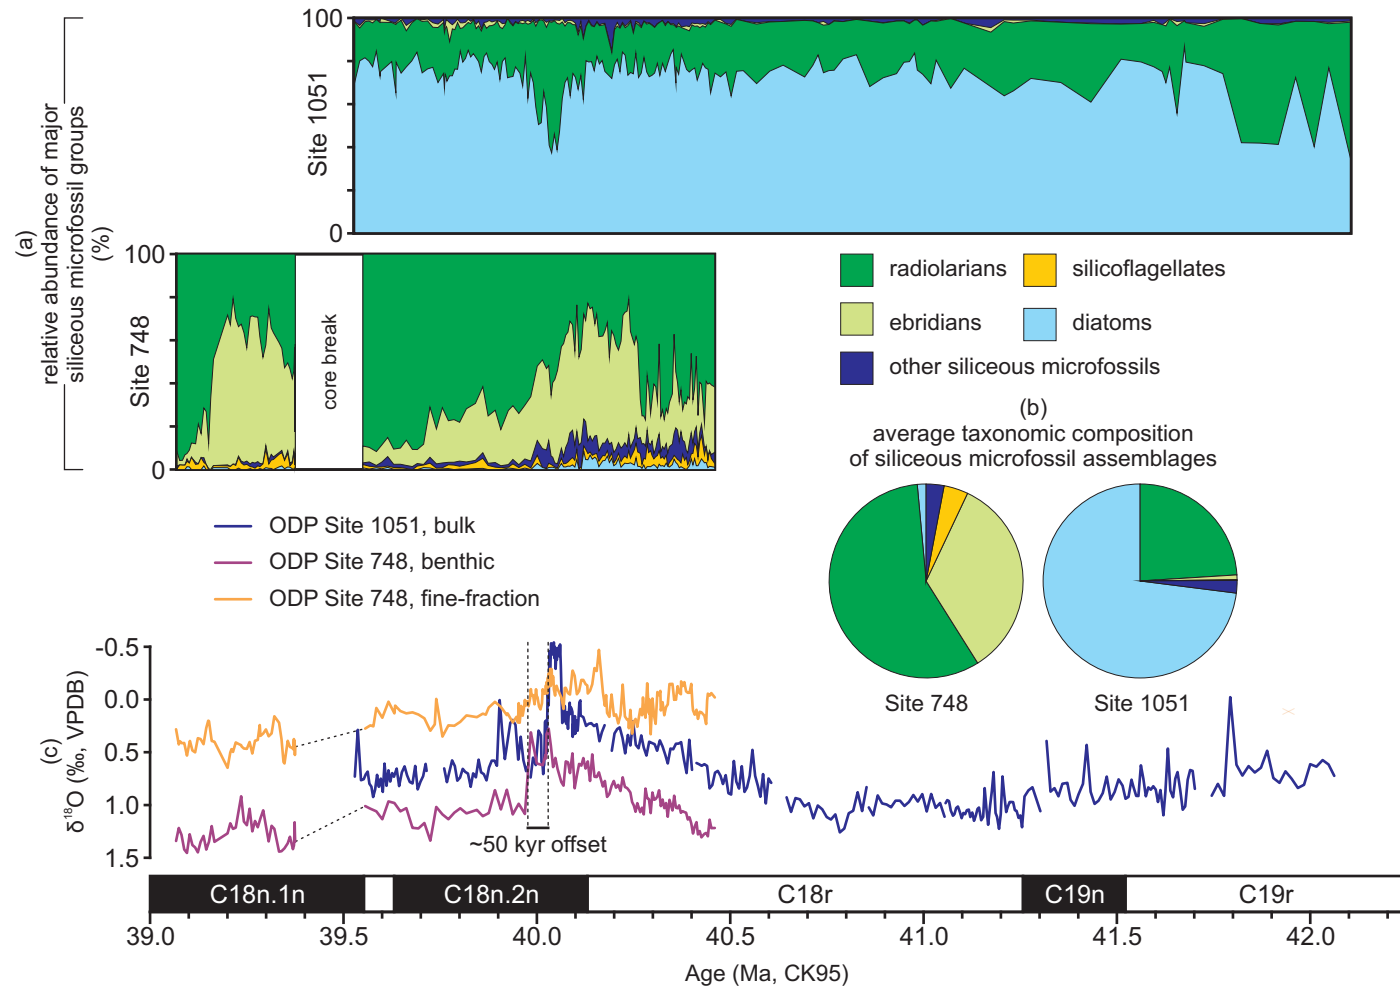 (a)
relative abundance of major
siliceous microfossil groups
(%)
100
Site 1051
0
100
Site 748
0
core break
radiolarians
silicoflagellates
ebridians
diatoms
other siliceous microfossils
(b)
average taxonomic composition
of siliceous microfossil assemblages
Site 748
Site 1051
ODP Site 1051, bulk
ODP Site 748, benthic
ODP Site 748, fine-fraction
(c)
δ¹⁸O (‰, VPDB)
-0.5
0.0
0.5
1.0
1.5
~50 kyr offset
C18n.1n
C18n.2n
C18r
C19n
C19r
39.0
39.5
40.0
40.5
41.0
41.5
42.0
Age (Ma, CK95)